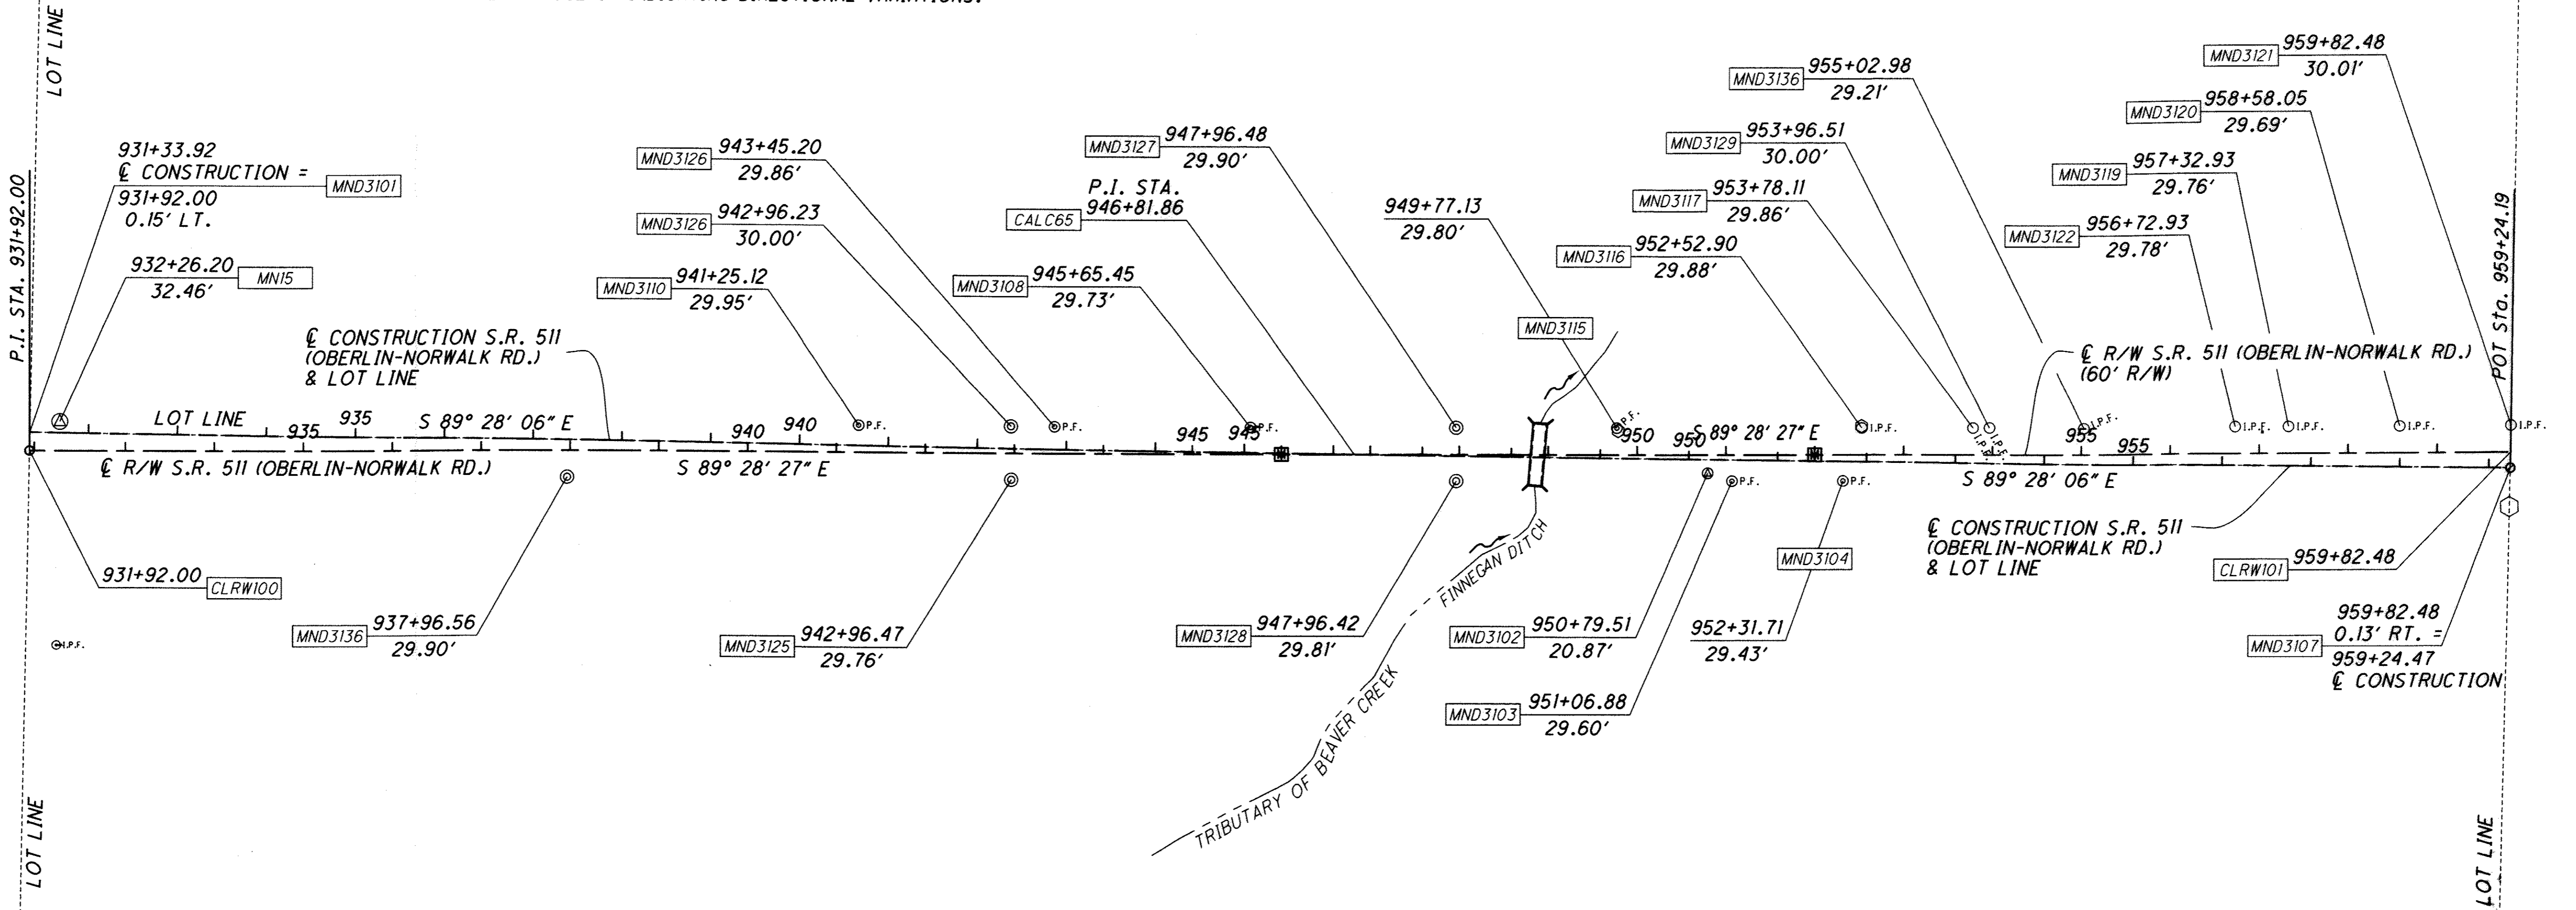 LOT LINE
P.I. STA. 931+92.00
931+33.92
℄ CONSTRUCTION =
MND3101
931+92.00
0.15' LT.
932+26.20
MN15
32.46'
℄ CONSTRUCTION S.R. 511
(OBERLIN-NORWALK RD.)
& LOT LINE
MND3126
943+45.20
29.86'
MND3126
942+96.23
30.00'
MND3110
941+25.12
29.95'
MND3127
947+96.48
29.90'
P.I. STA.
CALC65
946+81.86
MND3108
945+65.45
29.73'
949+77.13
29.80'
MND3115
MND3136
955+02.98
29.21'
MND3129
953+96.51
30.00'
MND3117
953+78.11
29.86'
MND3116
952+52.90
29.88'
MND3121
959+82.48
30.01'
MND3120
958+58.05
29.69'
MND3119
957+32.93
29.76'
MND3122
956+72.93
29.78'
POT Sta. 959+24.19
℄ R/W S.R. 511 (OBERLIN-NORWALK RD.)
(60' R/W)
LOT LINE
935
935
S 89° 28' 06" E
940
940
P.F.
P.F.
945
945
P.F.
P.F.
950
950
S 89° 28' 27" E
I.P.F.
I.P.F.
I.P.F.
955
955
I.P.F.
I.P.F.
I.P.F.
I.P.F.
I.P.F.
℄ R/W S.R. 511 (OBERLIN-NORWALK RD.)
S 89° 28' 27" E
P.F.
P.F.
S 89° 28' 06" E
℄ CONSTRUCTION S.R. 511
(OBERLIN-NORWALK RD.)
& LOT LINE
931+92.00
CLRW100
I.P.F.
MND3136
937+96.56
29.90'
MND3125
942+96.47
29.76'
MND3128
947+96.42
29.81'
FINNEGAN DITCH
TRIBUTARY OF BEAVER CREEK
MND3102
950+79.51
20.87'
MND3103
951+06.88
29.60'
MND3104
952+31.71
29.43'
CLRW101
959+82.48
959+82.48
0.13' RT. =
MND3107
959+24.47
℄ CONSTRUCTION
LOT LINE
LOT LINE